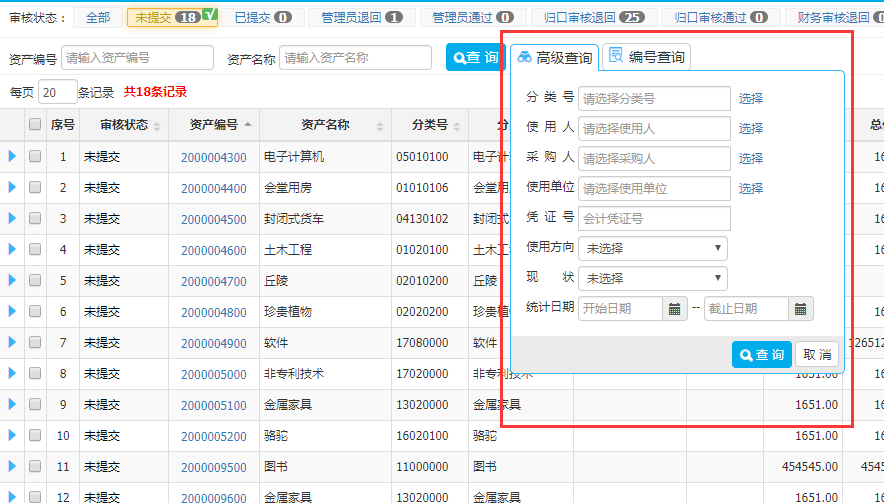 审核状态： 全部 未提交 18 已提交 0 管理员退回 1 管理员通过 0 归口审核退回 25 归口审核通过 0 财务审核退回
资产编号 请输入资产编号 资产名称 请输入资产名称 查 询 高级查询 编号查询
每页 20 条记录 共18条记录
分 类 号 请选择分类号 选择
使 用 人 请选择使用人 选择
采 购 人 请选择采购人 选择
使用单位 请选择使用单位 选择
凭 证 号 会计凭证号
使用方向 未选择
现 状 未选择
统计日期 开始日期 -- 截止日期
查 询 取 消
序号 审核状态 资产编号 资产名称 分类号
1 未提交 2000004300 电子计算机 05010100 电子计
2 未提交 2000004400 会堂用房 01010106 会堂用
3 未提交 2000004500 封闭式货车 04130102 封闭式
4 未提交 2000004600 土木工程 01020100 土木工
5 未提交 2000004700 丘陵 02010200 丘陵
6 未提交 2000004800 珍贵植物 02020200 珍贵植
7 未提交 2000004900 软件 17080000 软件
8 未提交 2000005000 非专利技术 17020000 非专利技术 1651.00
9 未提交 2000005100 金属家具 13020000 金属家具 1651.00
10 未提交 2000005200 骆驼 16020100 骆驼 1651.00
11 未提交 2000009500 图书 11000000 图书 454545.00
12 未提交 2000009600 金属家具 13020000 金属家具 1651.00